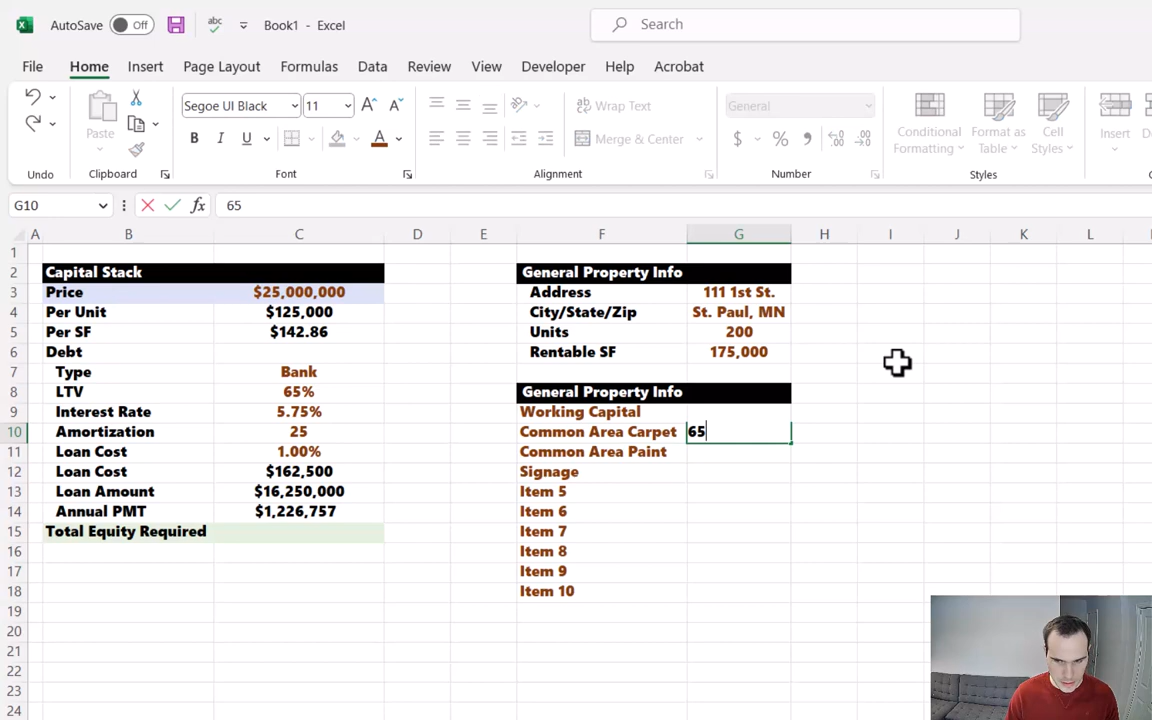 AutoSave Off Book1 - Excel Search
File Home Insert Page Layout Formulas Data Review View Developer Help Acrobat
Segoe UI Black 11 Wrap Text General
Paste B I U A Merge & Center $ % Conditional Formatting Format as Table Cell Styles Insert
Undo Clipboard Font Alignment Number Styles
G10 fx 65
A B C D E F G H I J K L
1
2 Capital Stack General Property Info
3 Price $25,000,000 Address 111 1st St.
4 Per Unit $125,000 City/State/Zip St. Paul, MN
5 Per SF $142.86 Units 200
6 Debt Rentable SF 175,000
7 Type Bank
8 LTV 65% General Property Info
9 Interest Rate 5.75% Working Capital
10 Amortization 25 Common Area Carpet 65
11 Loan Cost 1.00% Common Area Paint
12 Loan Cost $162,500 Signage
13 Loan Amount $16,250,000 Item 5
14 Annual PMT $1,226,757 Item 6
15 Total Equity Required Item 7
16 Item 8
17 Item 9
18 Item 10
19
20
21
22
23
24